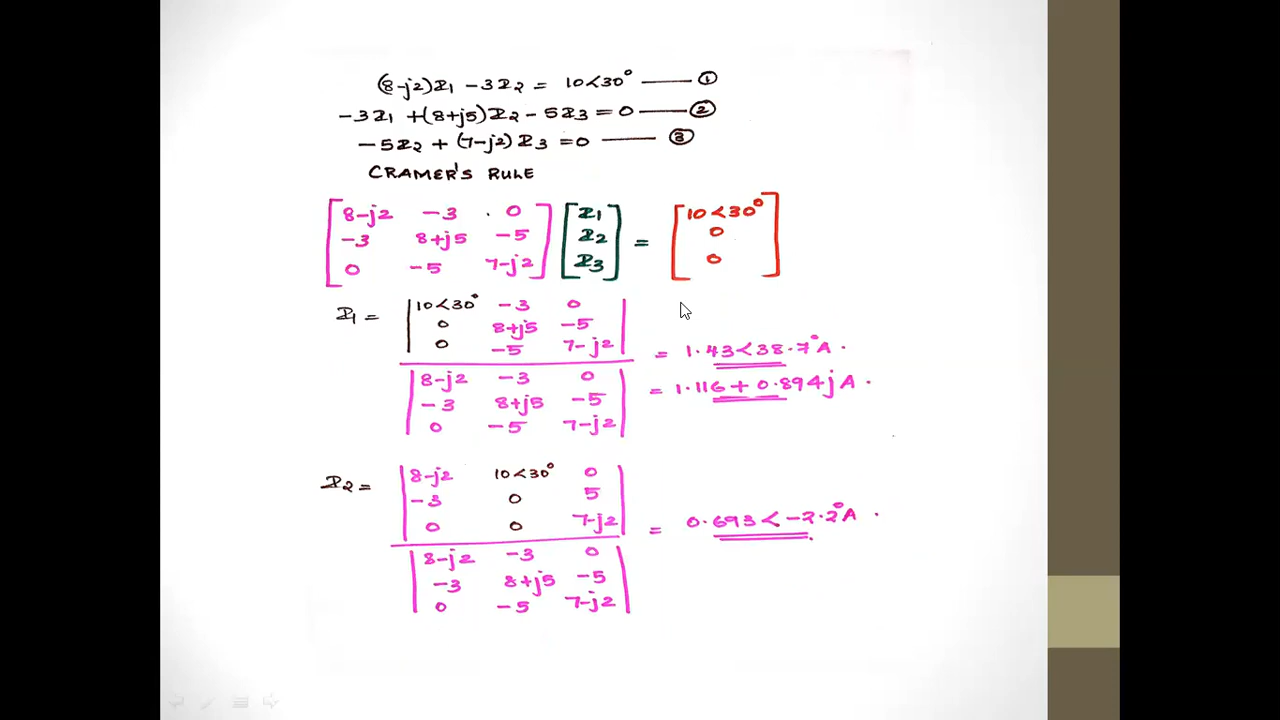 (8-j2)I1 -3I2 = 10<30° —— ①
-3I1 +(8+j5)I2 - 5I3 = 0 —— ②
-5I2 + (7-j2) I3 = 0 —— ③
CRAMER'S RULE
8-j2 -3 0 I1 10<30°
-3 8+j5 -5 I2 = 0
0 -5 7-j2 I3 0
I1 = 10<30° -3 0
0 8+j5 -5
0 -5 7-j2
= 1.43<38.7°A.
8-j2 -3 0
= 1.116 + 0.894j A.
-3 8+j5 -5
0 -5 7-j2
I2 = 8-j2 10<30° 0
-3 0 5
0 0 7-j2
= 0.693 < -2.2°A.
8-j2 -3 0
-3 8+j5 -5
0 -5 7-j2